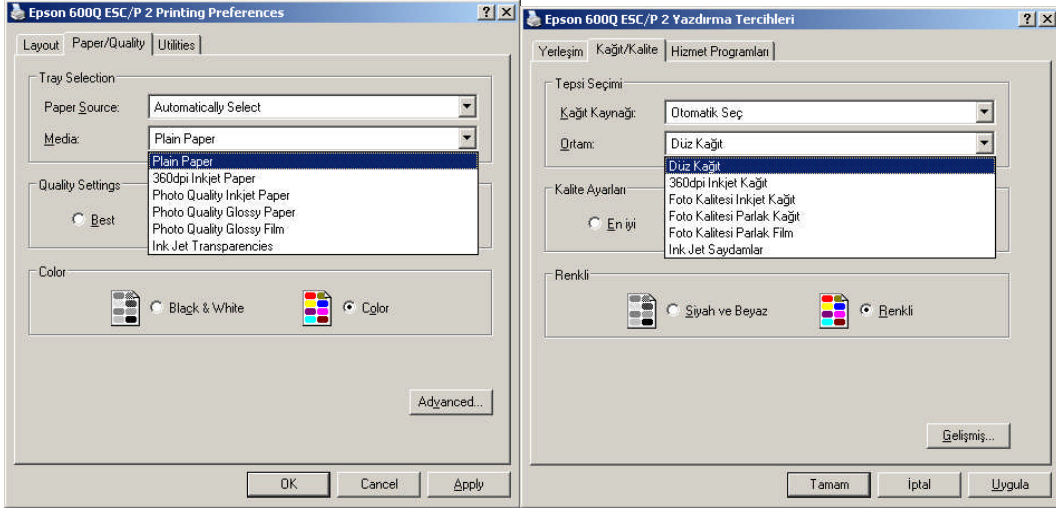 Epson 600Q ESC/P 2 Printing Preferences
Layout Paper/Quality Utilities
Tray Selection
Paper Source: Automatically Select
Media: Plain Paper
Plain Paper
360dpi Inkjet Paper
Photo Quality Inkjet Paper
Photo Quality Glossy Paper
Photo Quality Glossy Film
Ink Jet Transparencies
Quality Settings
Best
Color
Black & White Color
Advanced...
OK Cancel Apply
Epson 600Q ESC/P 2 Yazdırma Tercihleri
Yerleşim Kağıt/Kalite Hizmet Programları
Tepsi Seçimi
Kağıt Kaynağı: Otomatik Seç
Ortam: Düz Kağıt
Düz Kağıt
360dpi Inkjet Kağıt
Foto Kalitesi Inkjet Kağıt
Foto Kalitesi Parlak Kağıt
Foto Kalitesi Parlak Film
Ink Jet Saydamlar
Kalite Ayarları
En iyi
Renkli
Siyah ve Beyaz Renkli
Gelişmiş...
Tamam İptal Uygula